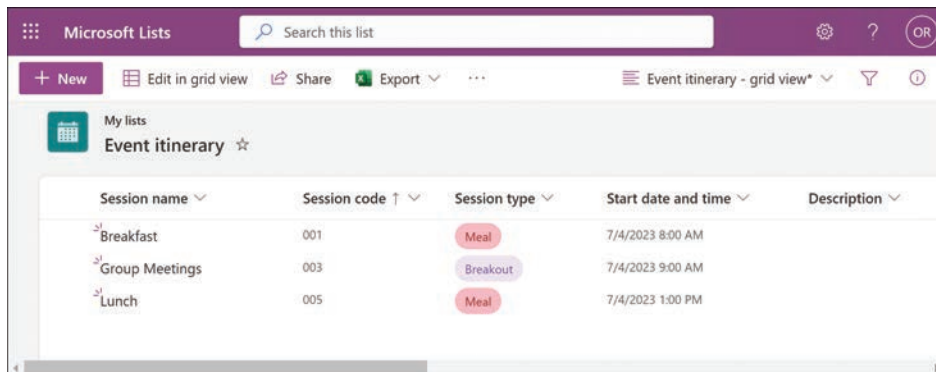 Microsoft Lists Search this list ? OR
+ New Edit in grid view Share Export ··· Event itinerary - grid view*
My lists
Event itinerary
Session name Session code ↑ Session type Start date and time Description
Breakfast 001 Meal 7/4/2023 8:00 AM
Group Meetings 003 Breakout 7/4/2023 9:00 AM
Lunch 005 Meal 7/4/2023 1:00 PM